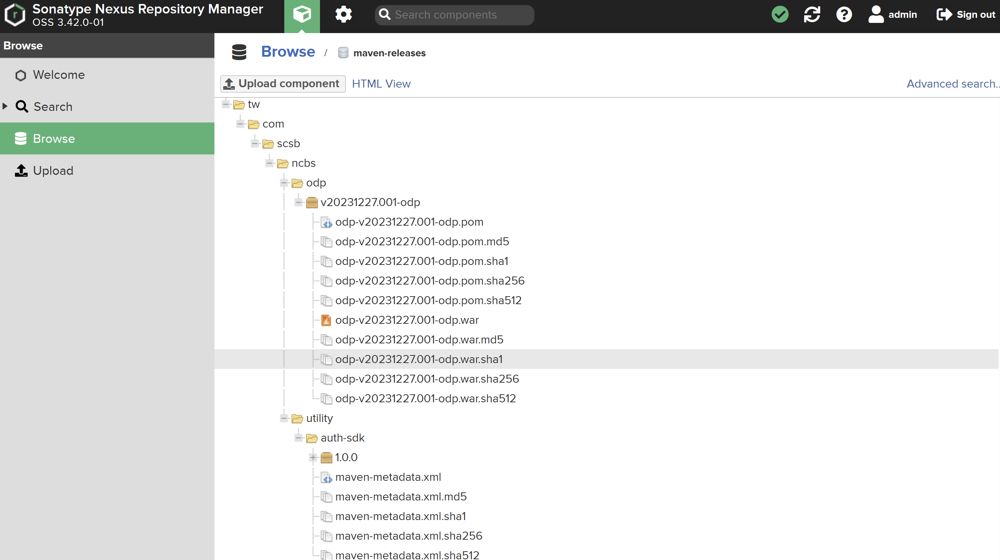 Sonatype Nexus Repository Manager
OSS 3.42.0-01
Search components
admin
Sign out
Browse
Welcome
Search
Browse
Upload
Browse / maven-releases
Upload component
HTML View
Advanced search..
tw
com
scsb
ncbs
odp
v20231227.001-odp
odp-v20231227.001-odp.pom
odp-v20231227.001-odp.pom.md5
odp-v20231227.001-odp.pom.sha1
odp-v20231227.001-odp.pom.sha256
odp-v20231227.001-odp.pom.sha512
odp-v20231227.001-odp.war
odp-v20231227.001-odp.war.md5
odp-v20231227.001-odp.war.sha1
odp-v20231227.001-odp.war.sha256
odp-v20231227.001-odp.war.sha512
utility
auth-sdk
1.0.0
maven-metadata.xml
maven-metadata.xml.md5
maven-metadata.xml.sha1
maven-metadata.xml.sha256
maven-metadata.xml.sha512